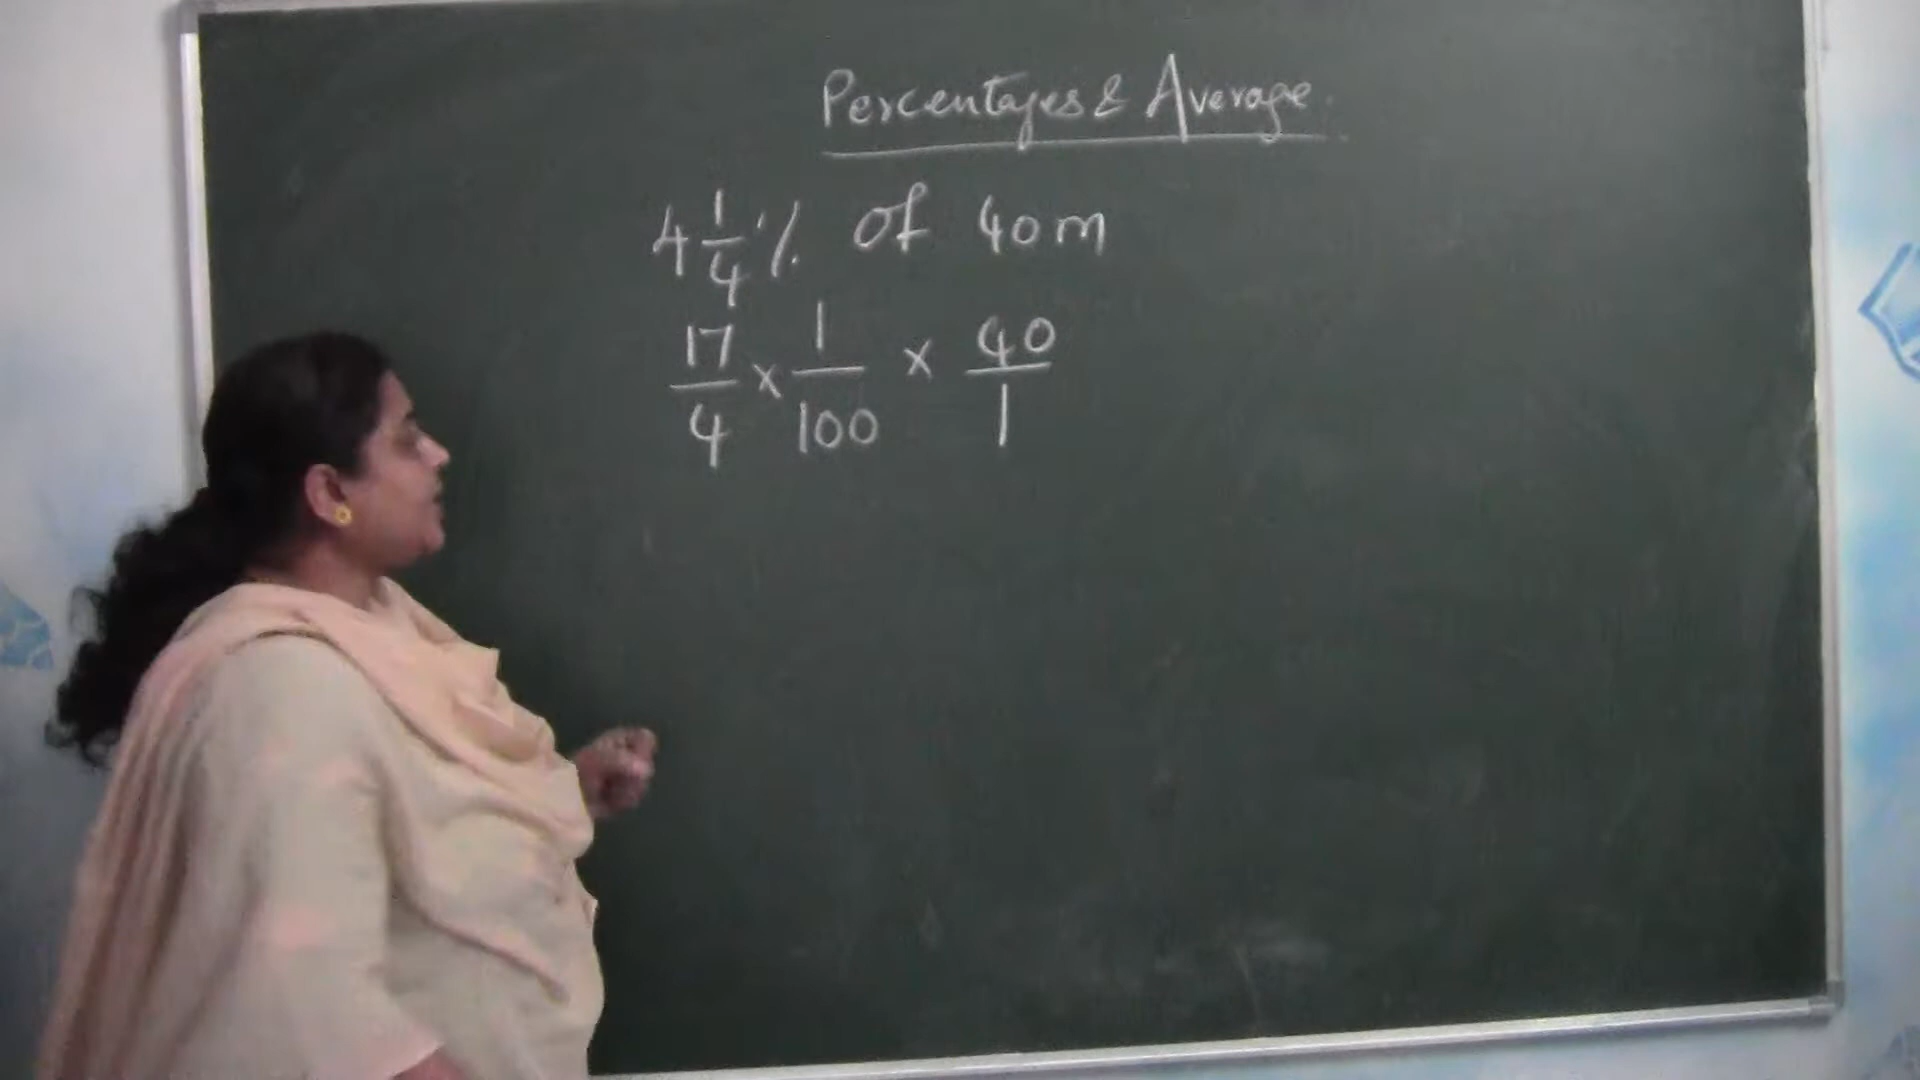 Percentages & Average.
4 1/4 % of 40m
17/4 x 1/100 x 40/1